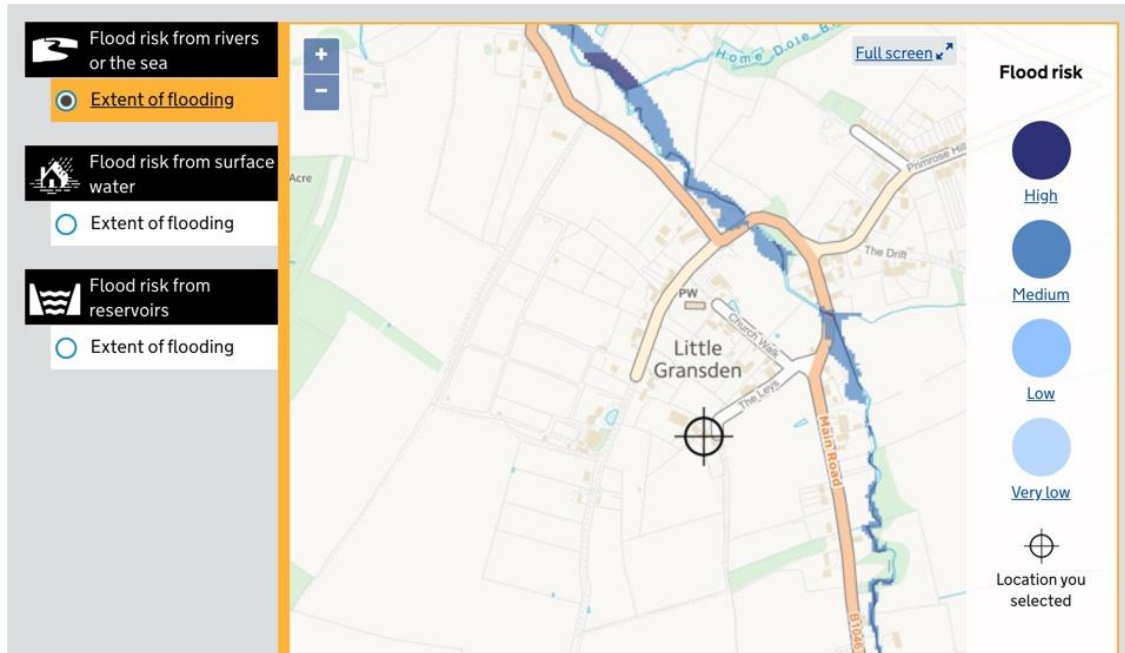 Flood risk from rivers
or the sea
Extent of flooding
Flood risk from surface
water
Extent of flooding
Flood risk from
reservoirs
Extent of flooding
+
−
Full screen
Home Dole
Acre
Primrose Hill
The Drift
PW
Church Walk
Little
Gransden
The Leys
Main Road
B1046
Flood risk
High
Medium
Low
Very low
Location you
selected